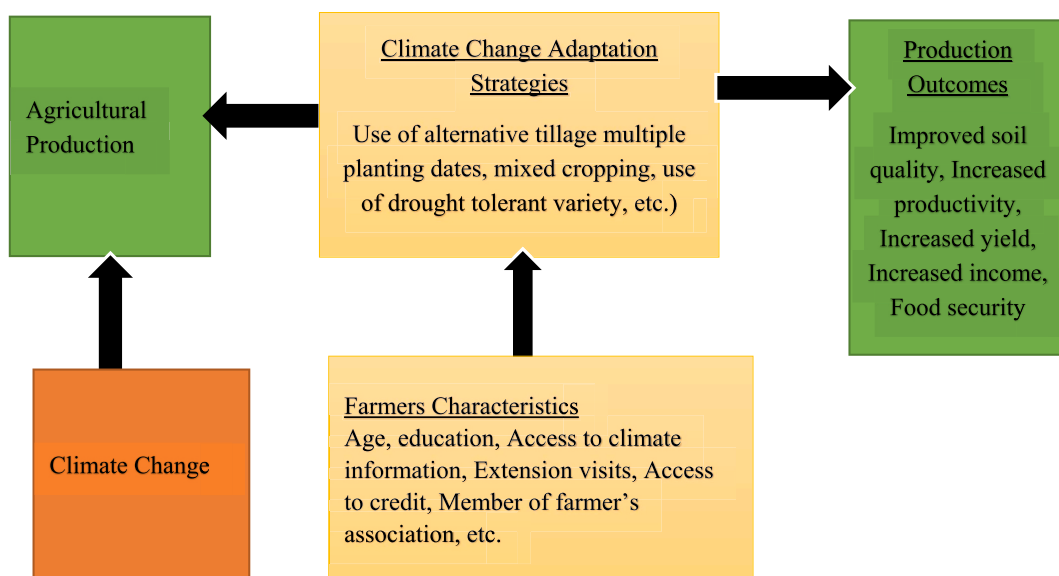 Agricultural
Production
Climate Change Adaptation
Strategies
Use of alternative tillage multiple
planting dates, mixed cropping, use
of drought tolerant variety, etc.)
Production
Outcomes
Improved soil
quality, Increased
productivity,
Increased yield,
Increased income,
Food security
Climate Change
Farmers Characteristics
Age, education, Access to climate
information, Extension visits, Access
to credit, Member of farmer’s
association, etc.